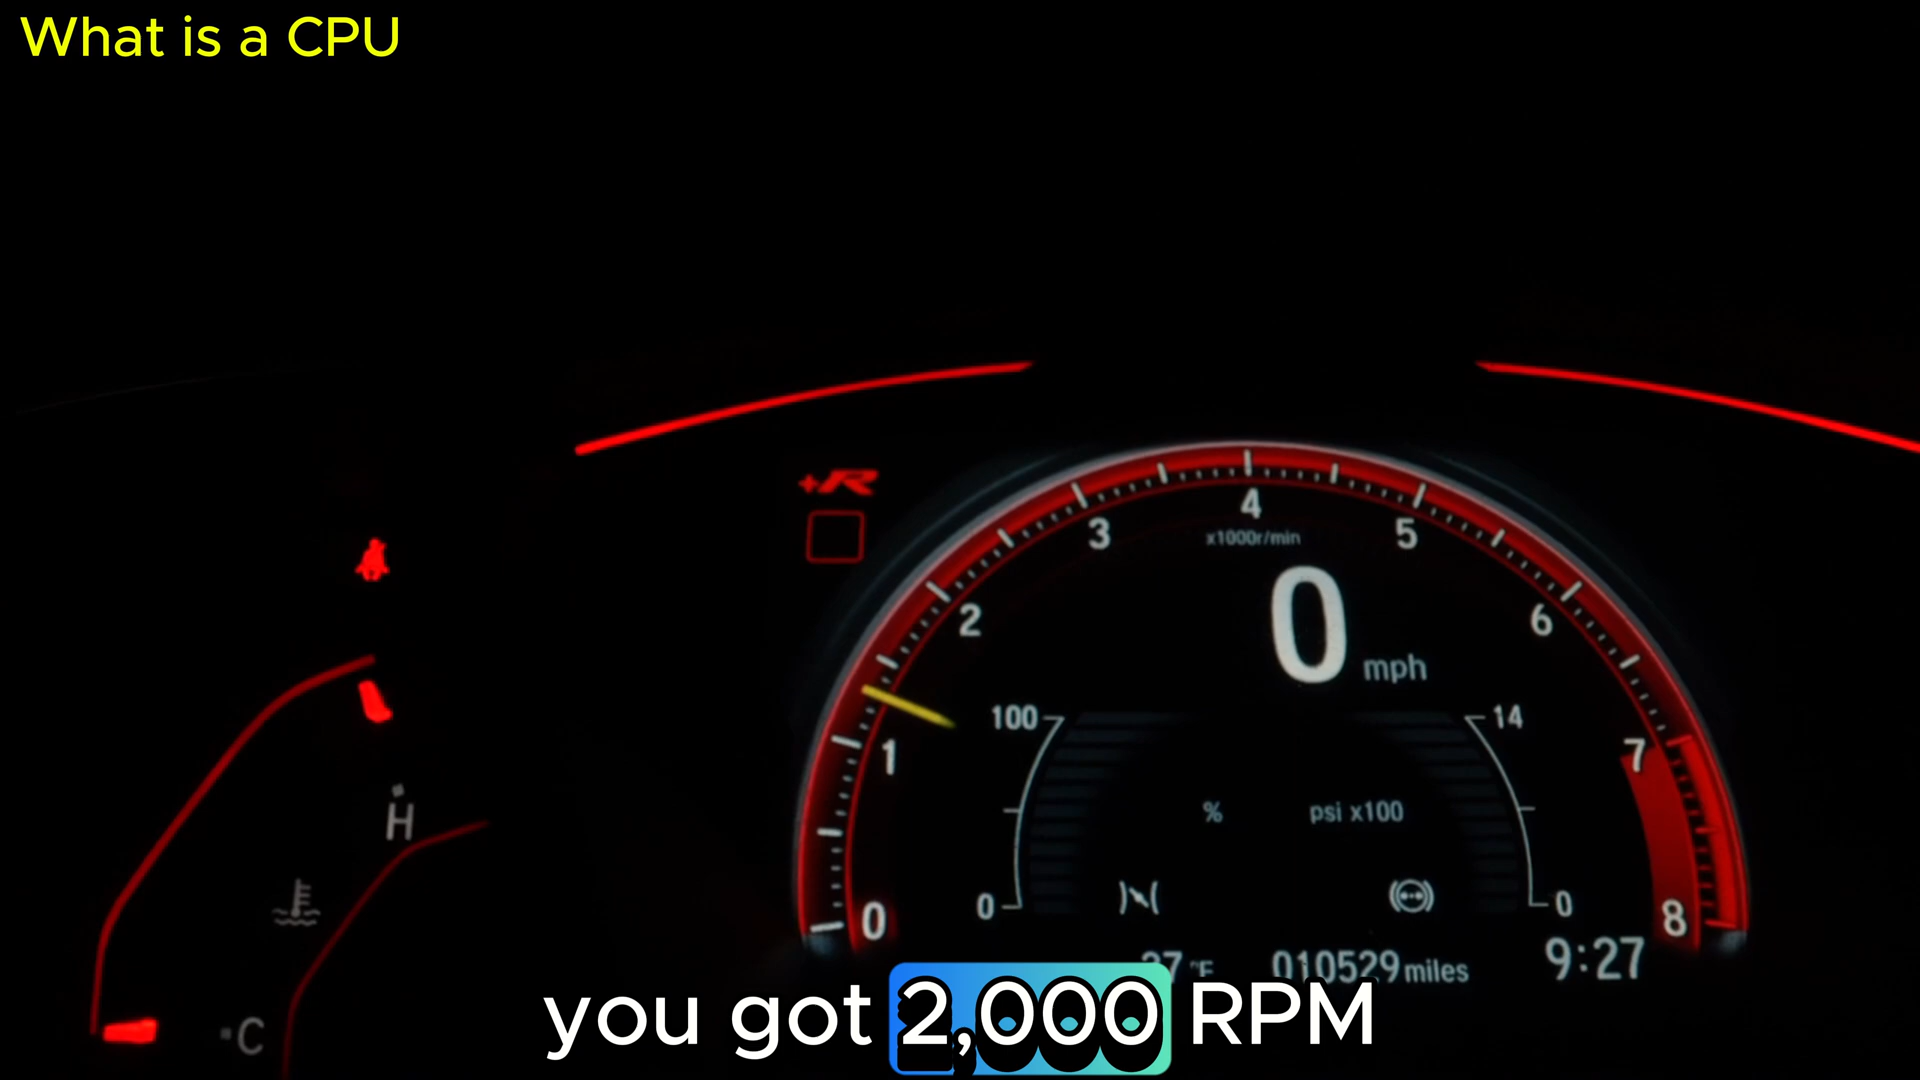 What is a CPU
+R
4
3
5
x1000r/min
2
0
6
mph
100
14
1
7
H
% psi x100
0
0
0
8
°F 010529 miles 9:27
you got 2,000 RPM
C